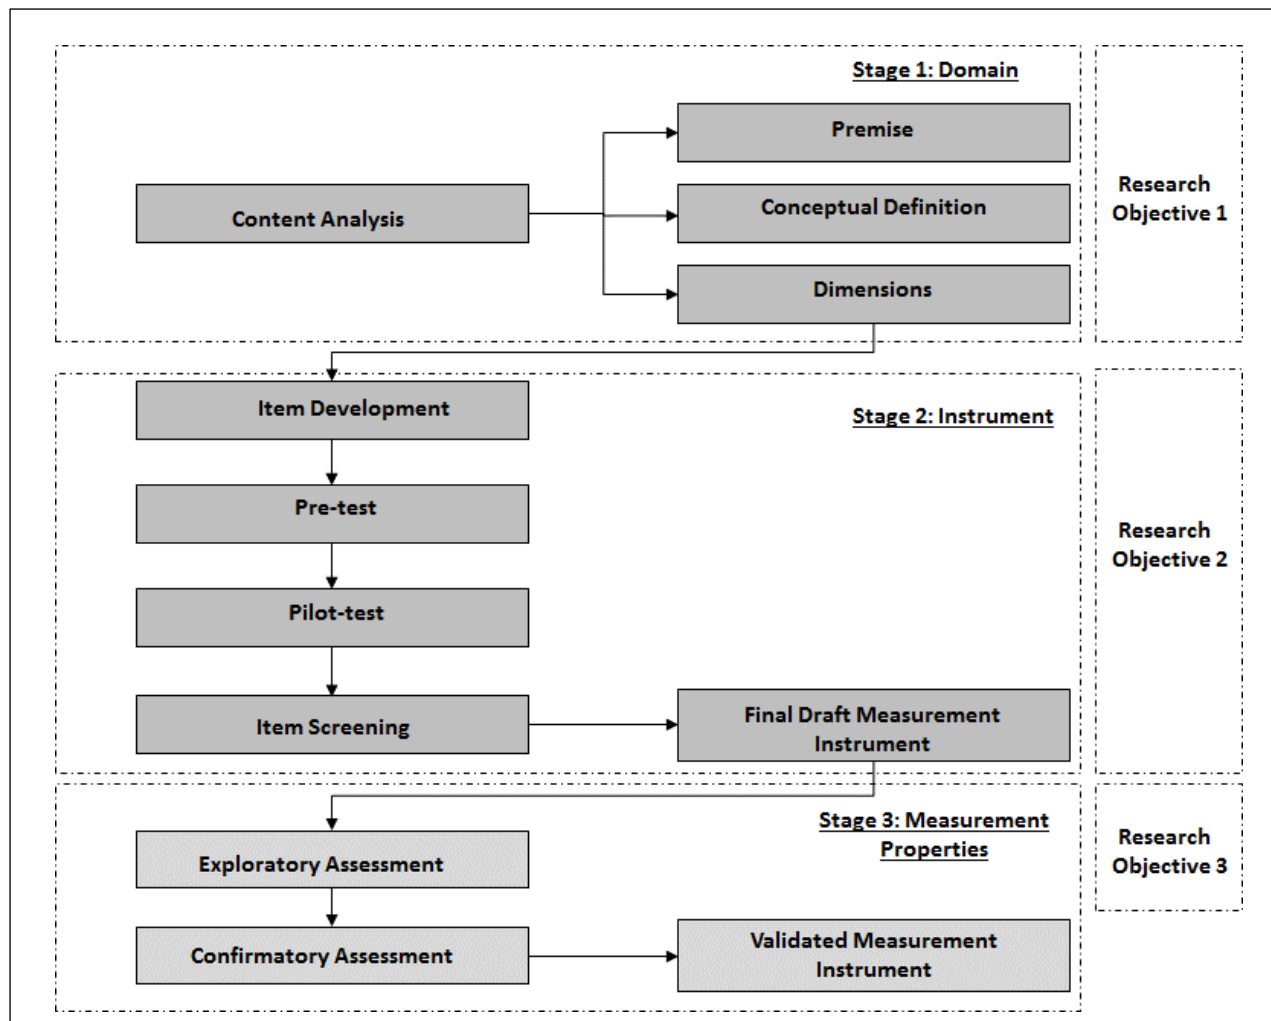 Stage 1: Domain
Premise
Research
Objective 1
Content Analysis
Conceptual Definition
Dimensions
Item Development
Stage 2: Instrument
Pre-test
Research
Objective 2
Pilot-test
Item Screening
Final Draft Measurement
Instrument
Stage 3: Measurement
Properties
Research
Objective 3
Exploratory Assessment
Confirmatory Assessment
Validated Measurement
Instrument